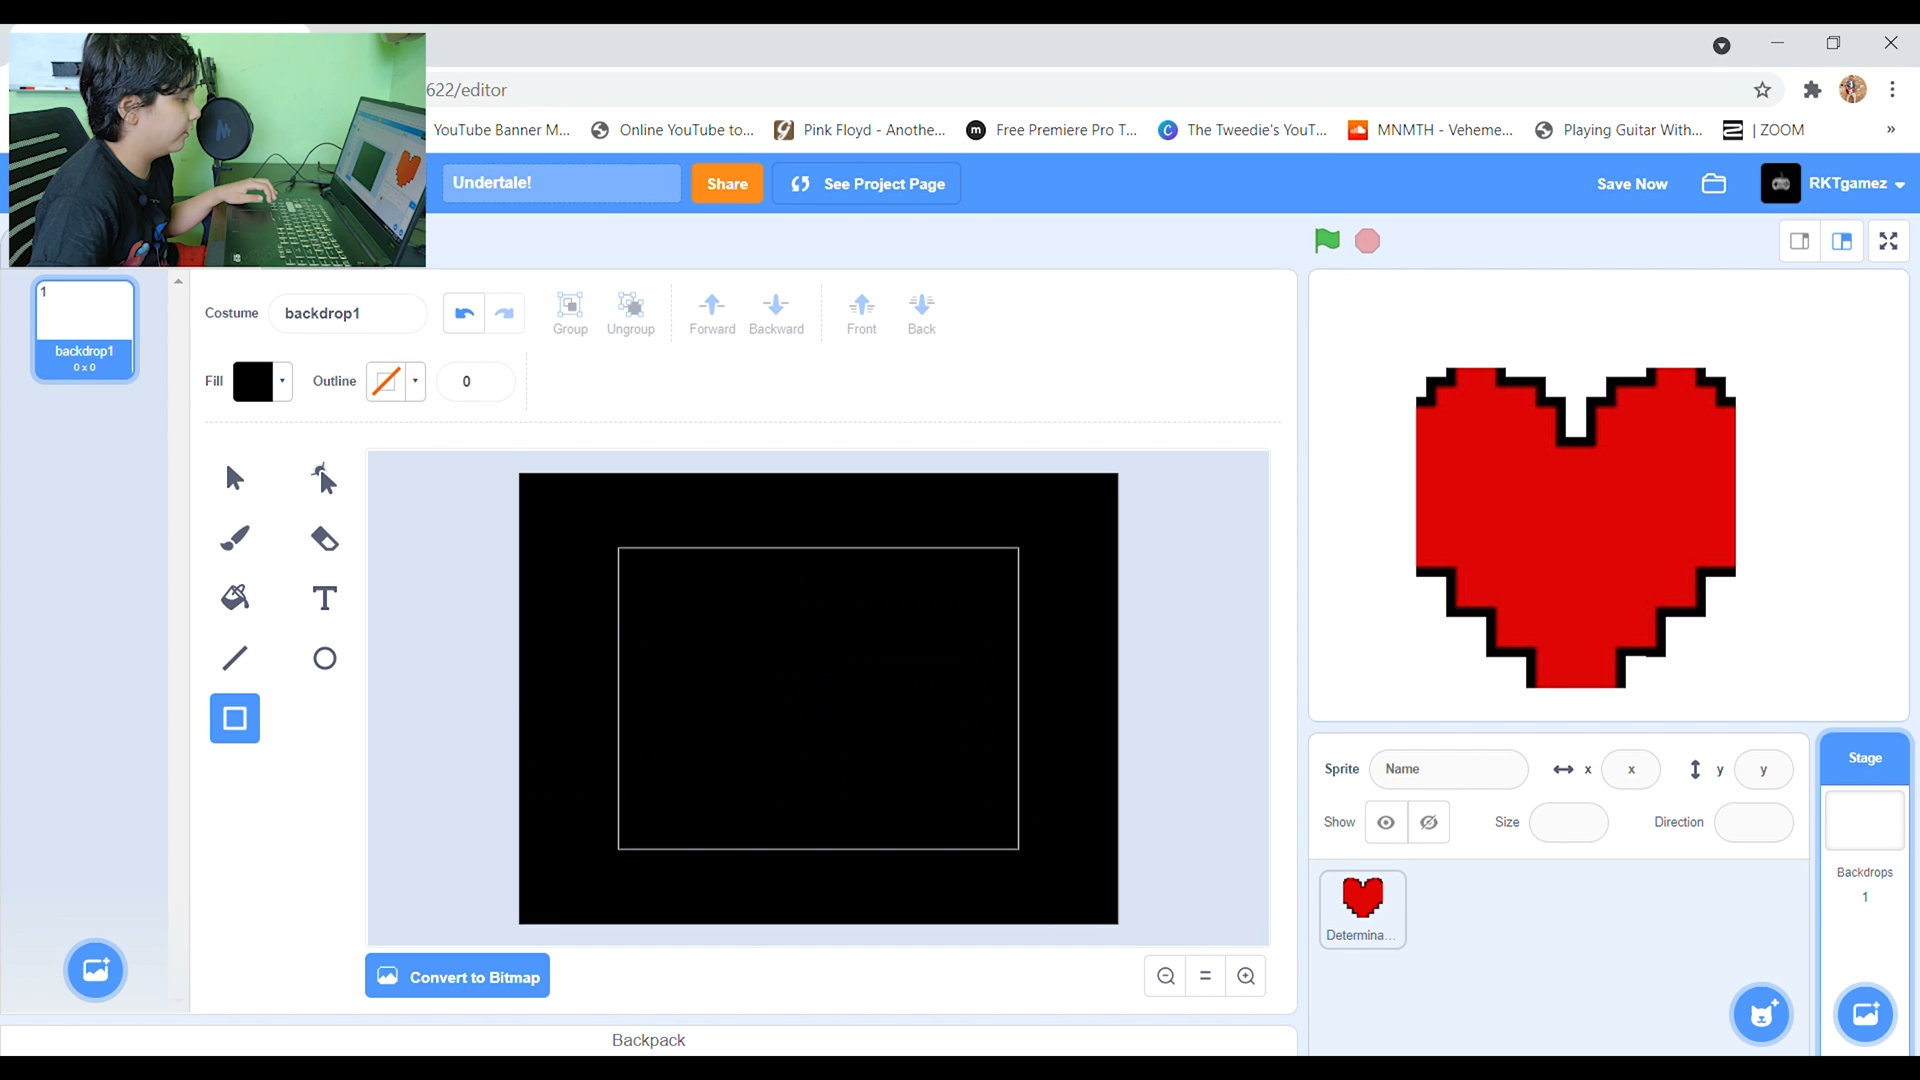 622/editor
YouTube Banner M...
Online YouTube to...
Pink Floyd - Anothe...
Free Premiere Pro T...
The Tweedie's YouT...
MNMTH - Veheme...
Playing Guitar With...
| ZOOM
»
Undertale!
Share
See Project Page
Save Now
RKTgamez
1
backdrop1
0 x 0
Costume
backdrop1
Group
Ungroup
Forward
Backward
Front
Back
Fill
Outline
0
T
Convert to Bitmap
=
Backpack
Sprite
Name
x
x
y
y
Show
Size
Direction
Determina...
Stage
Backdrops
1